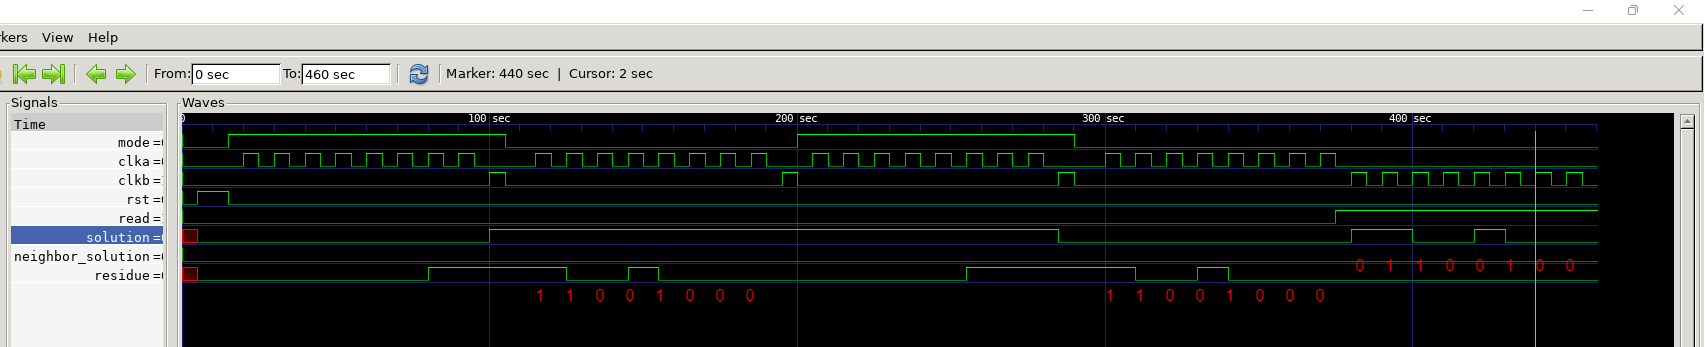 rkers View Help
From: 0 sec To: 460 sec Marker: 440 sec | Cursor: 2 sec
Signals Waves
Time 0 100 sec 200 sec 300 sec 400 sec
mode =
clka =
clkb =
rst =
read =
solution =
neighbor_solution =
0 1 1 0 0 1 0 0
residue =
1 1 0 0 1 0 0 0 1 1 0 0 1 0 0 0